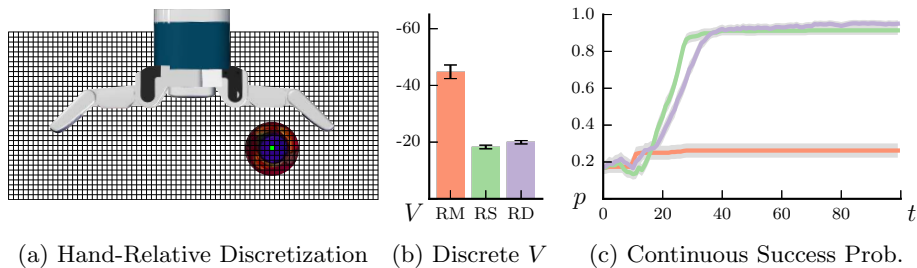 -60
-40
-20
V RM RS RD
1.0
0.8
0.6
0.4
0.2
p 0 20 40 60 80 t
(a) Hand-Relative Discretization (b) Discrete V (c) Continuous Success Prob.